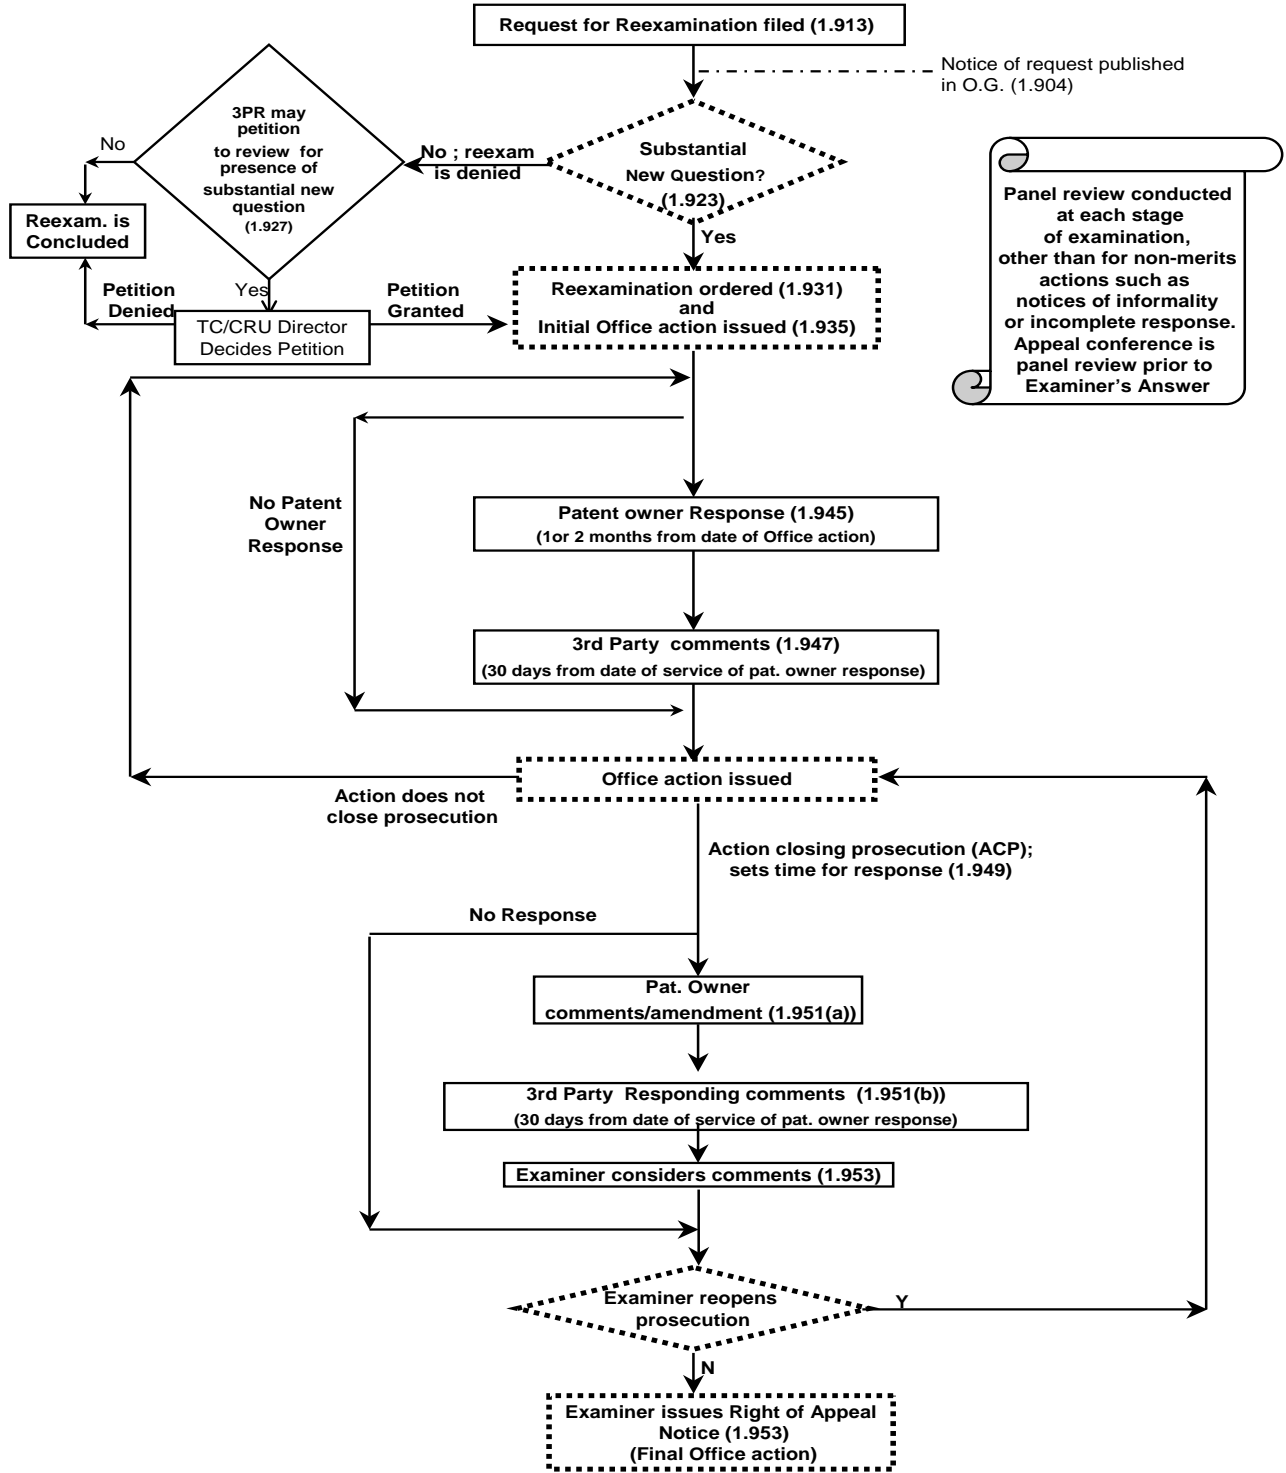 Request for Reexamination filed (1.913)
Notice of request published
in O.G. (1.904)
3PR may
petition
to review for
presence of
substantial new
question
(1.927)
No
No ; reexam
is denied
Substantial
New Question?
(1.923)
Yes
Reexam. is
Concluded
Petition
Denied
Yes
TC/CRU Director
Decides Petition
Petition
Granted
Reexamination ordered (1.931)
and
Initial Office action issued (1.935)
Panel review conducted
at each stage
of examination,
other than for non-merits
actions such as
notices of informality
or incomplete response.
Appeal conference is
panel review prior to
Examiner's Answer
No Patent
Owner
Response
Patent owner Response (1.945)
(1or 2 months from date of Office action)
3rd Party comments (1.947)
(30 days from date of service of pat. owner response)
Office action issued
Action does not
close prosecution
Action closing prosecution (ACP);
sets time for response (1.949)
No Response
Pat. Owner
comments/amendment (1.951(a))
3rd Party Responding comments (1.951(b))
(30 days from date of service of pat. owner response)
Examiner considers comments (1.953)
Examiner reopens
prosecution
Y
N
Examiner issues Right of Appeal
Notice (1.953)
(Final Office action)